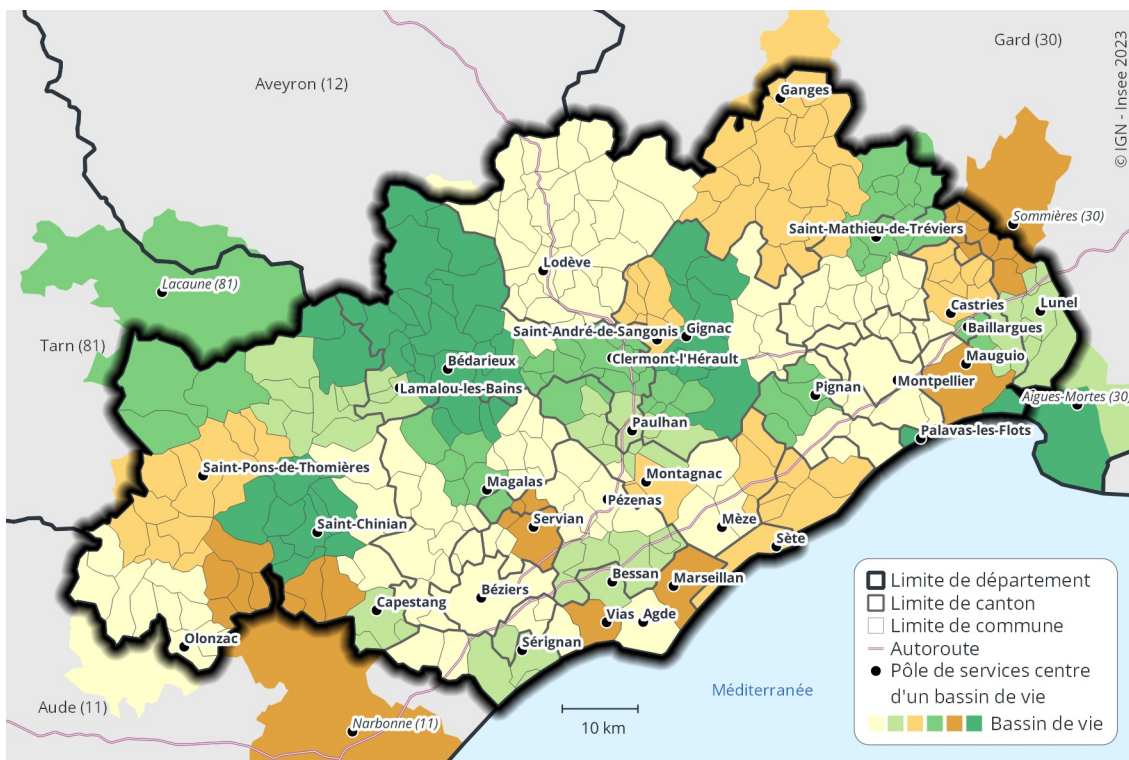 Gard (30)
© IGN - Insee 2023
Aveyron (12)
Ganges
Sommières (30)
Saint-Mathieu-de-Tréviers
Lodève
Lacaune (81)
Castries
Lunel
Saint-André-de-Sangonis
Gignac
Baillargues
Tarn (81)
Clermont-l'Hérault
Bédarieux
Mauguio
Lamalou-les-Bains
Pignan
Montpellier
Aigues-Mortes (30)
Paulhan
Palavas-les-Flots
Saint-Pons-de-Thomières
Montagnac
Magalas
Pézenas
Saint-Chinian
Servian
Mèze
Sète
Bessan
Marseillan
Béziers
Capestang
Vias
Agde
Olonzac
Sérignan
Méditerranée
Aude (11)
Narbonne (11)
10 km
Limite de département
Limite de canton
Limite de commune
Autoroute
Pôle de services centre
d'un bassin de vie
Bassin de vie